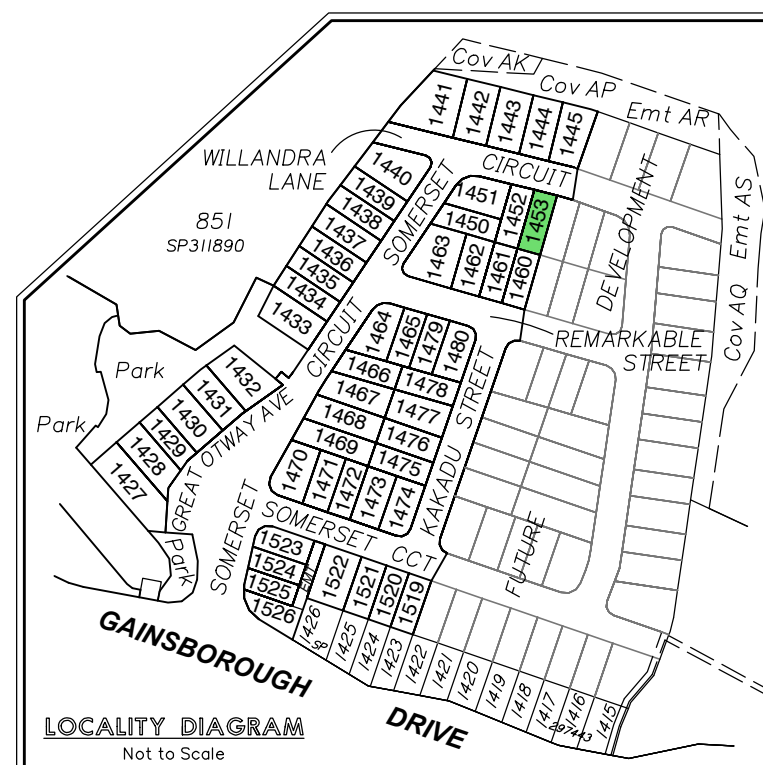 Cov AK
Cov AP
Emt AR
1441
1442
1443
1444
1445
WILLANDRA
LANE
CIRCUIT
1440
1439
1438
1437
1436
1435
1434
1433
SOMERSET
1451
1450
1452
1453
1463
1462
1461
1460
DEVELOPMENT
Emt AS
Cov AQ
851
SP311890
CIRCUIT
1464
1465
1479
1480
REMARKABLE
STREET
Park
Park
1432
1431
1430
1429
1428
1427
GREAT OTWAY AVE
1466
1478
1467
1477
1468
1476
1469
1475
1470
1471
1472
1473
1474
KAKADU STREET
SOMERSET
SOMERSET CCT
Park
FUTURE
1523
1524
1525
1526
EMT
1522
1521
1520
1519
1426
SP
1425
1424
1423
1422
1421
1420
1419
1418
1417
1416
1415
297443
GAINSBOROUGH
DRIVE
LOCALITY DIAGRAM
Not to Scale